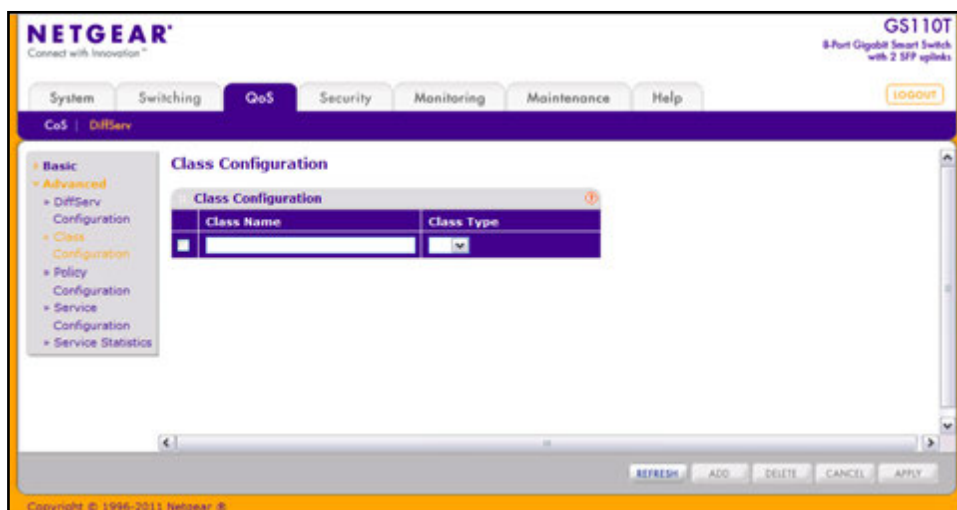 NETGEAR®
Connect with Innovation™
GS110T
8-Port Gigabit Smart Switch
with 2 SFP uplinks
System
Switching
QoS
Security
Monitoring
Maintenance
Help
LOGOUT
CoS | DiffServ
Basic
Advanced
» DiffServ
Configuration
» Class
Configuration
» Policy
Configuration
» Service
Configuration
» Service Statistics
Class Configuration
Class Configuration
Class Name
Class Type
REFRESH
ADD
DELETE
CANCEL
APPLY
Copyright © 1996-2011 Netgear ®